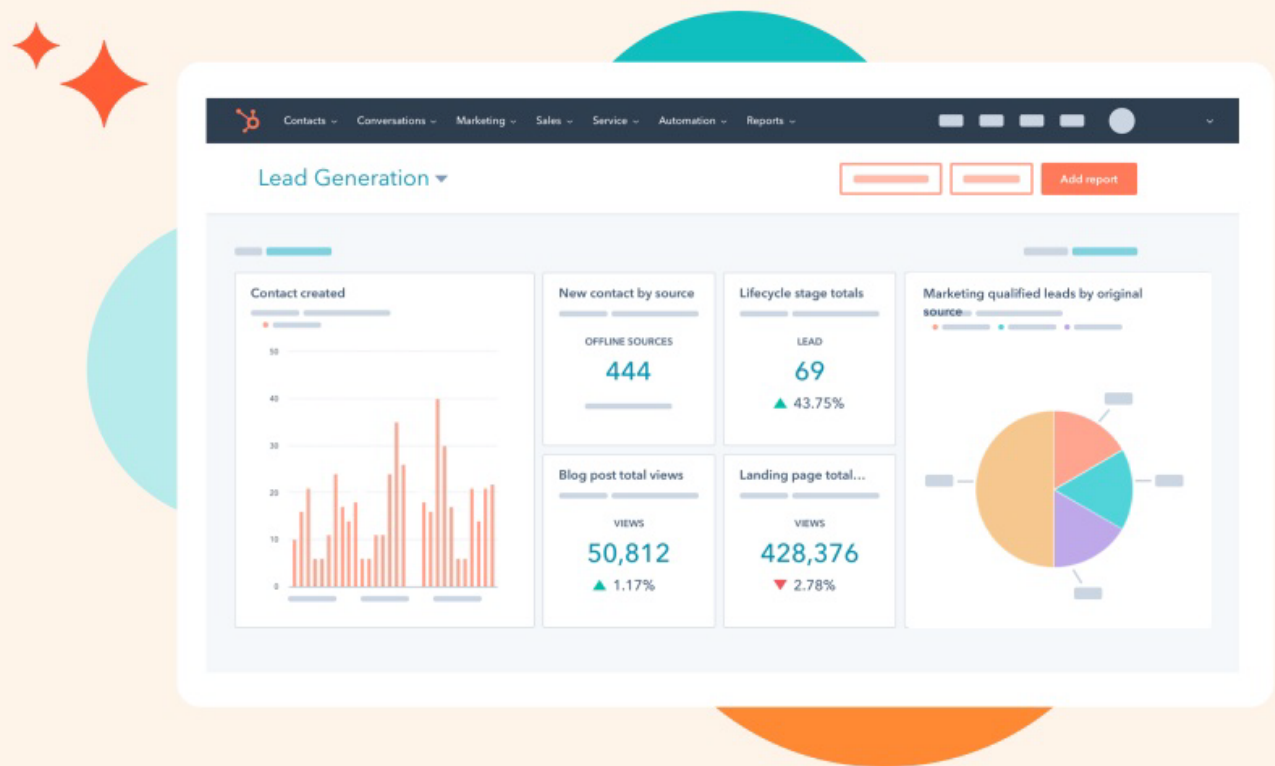 Contacts Conversations Marketing Sales Service Automation Reports
Lead Generation
Add report
Contact created
50
40
30
20
10
0
New contact by source
OFFLINE SOURCES
444
Lifecycle stage totals
LEAD
69
43.75%
Blog post total views
VIEWS
50,812
1.17%
Landing page total...
VIEWS
428,376
2.78%
Marketing qualified leads by original
source